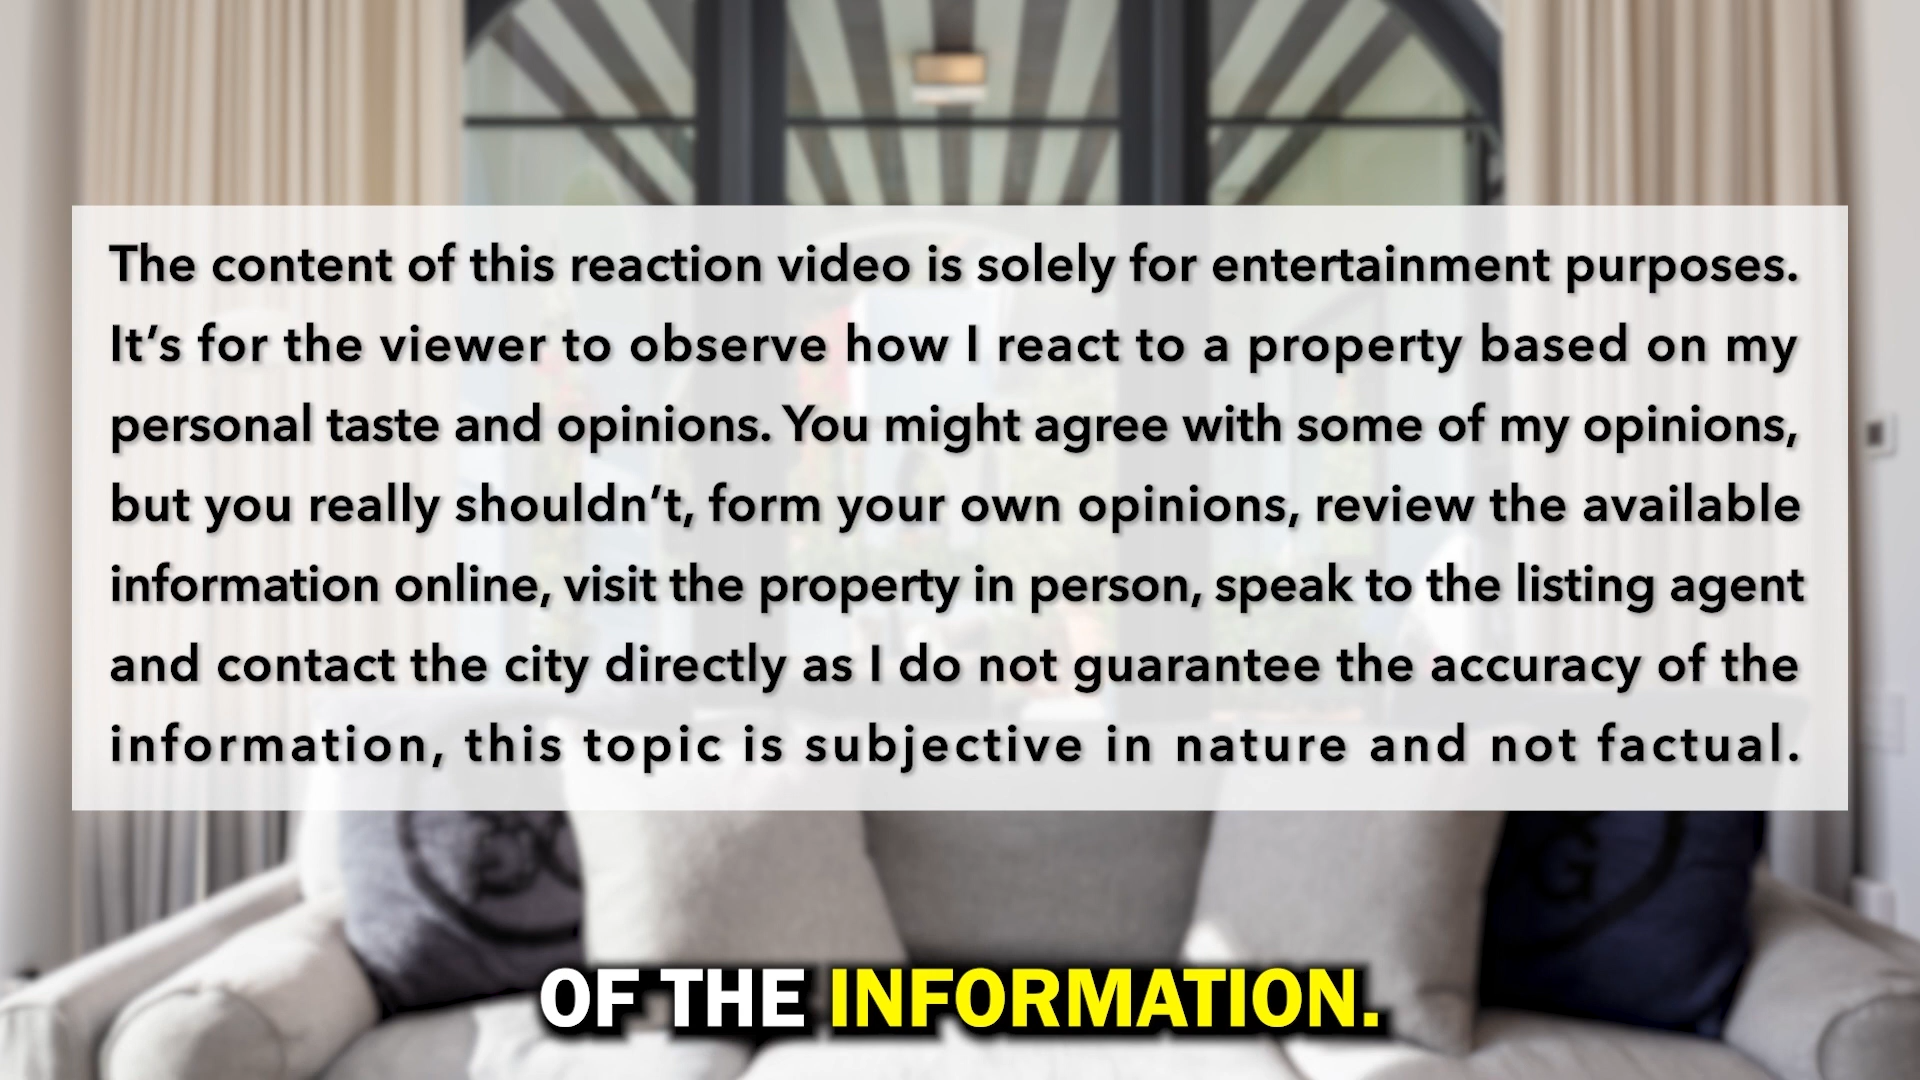 The content of this reaction video is solely for entertainment purposes.
It's for the viewer to observe how I react to a property based on my
personal taste and opinions. You might agree with some of my opinions,
but you really shouldn't, form your own opinions, review the available
information online, visit the property in person, speak to the listing agent
and contact the city directly as I do not guarantee the accuracy of the
information, this topic is subjective in nature and not factual.
OF THE INFORMATION.